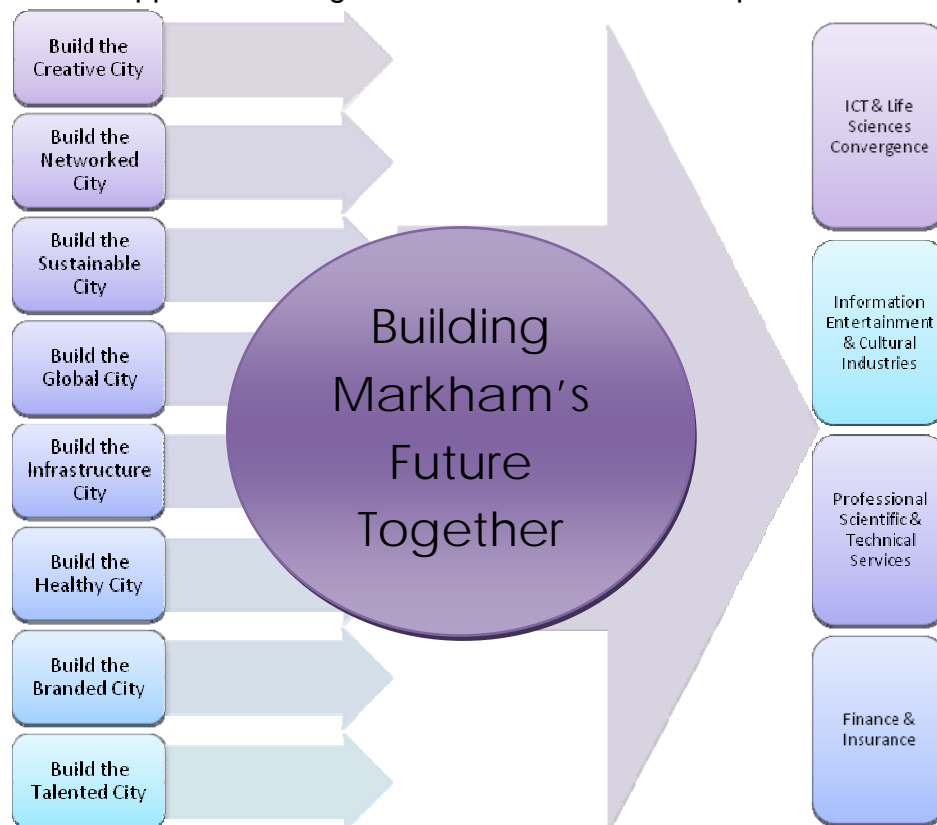 Build the
Creative City
Build the
Networked
City
Build the
Sustainable
City
Build the
Global City
Build the
Infrastructure
City
Build the
Healthy City
Build the
Branded City
Build the
Talented City
Building
Markham's
Future
Together
ICT & Life
Sciences
Convergence
Information
Entertainment
& Cultural
Industries
Professional
Scientific &
Technical
Services
Finance &
Insurance